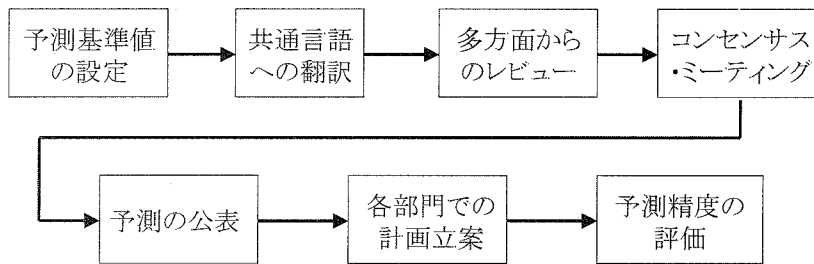 予測基準値
の設定
共通言語
への翻訳
多方面から
のレビュー
コンセンサス
・ミーティング
予測の公表
各部門での
計画立案
予測精度の
評価